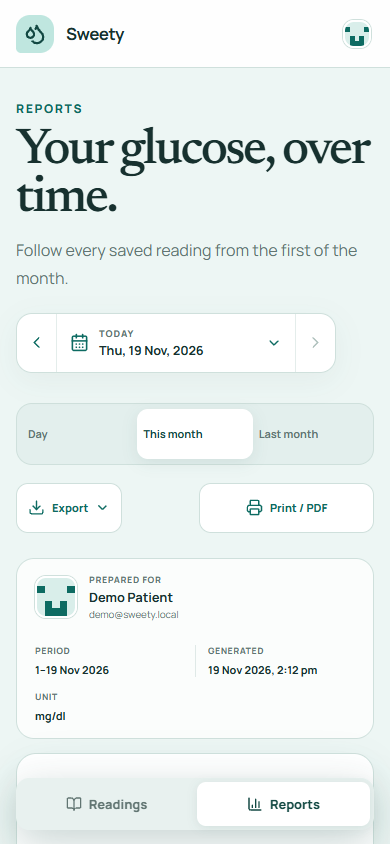 Sweety
REPORTS
Your glucose, over
time.
Follow every saved reading from the first of the
month.
TODAY
Thu, 19 Nov, 2026
Day
This month
Last month
Export
Print / PDF
PREPARED FOR
Demo Patient
demo@sweety.local
PERIOD
1–19 Nov 2026
GENERATED
19 Nov 2026, 2:12 pm
UNIT
mg/dl
Readings
Reports